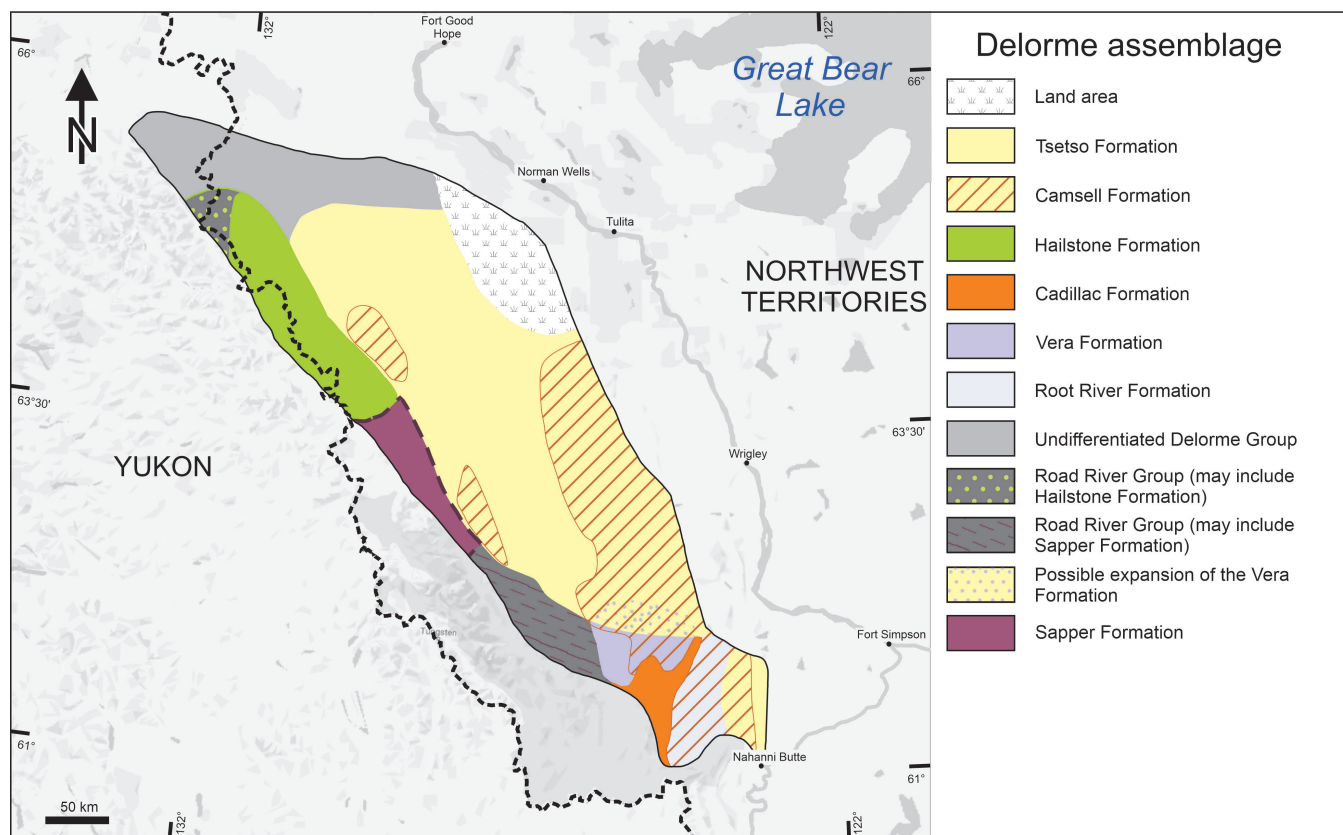 132°
Fort Good
Hope
122°
66°
Great Bear
Lake
66°
N
Norman Wells
Tulita
NORTHWEST
TERRITORIES
63°30'
63°30'
YUKON
Wrigley
Tungsten
Fort Simpson
61°
Nahanni Butte
61°
50 km
132°
122°
Delorme assemblage
Land area
Tsetso Formation
Camsell Formation
Hailstone Formation
Cadillac Formation
Vera Formation
Root River Formation
Undifferentiated Delorme Group
Road River Group (may include
Hailstone Formation)
Road River Group (may include
Sapper Formation)
Possible expansion of the Vera
Formation
Sapper Formation